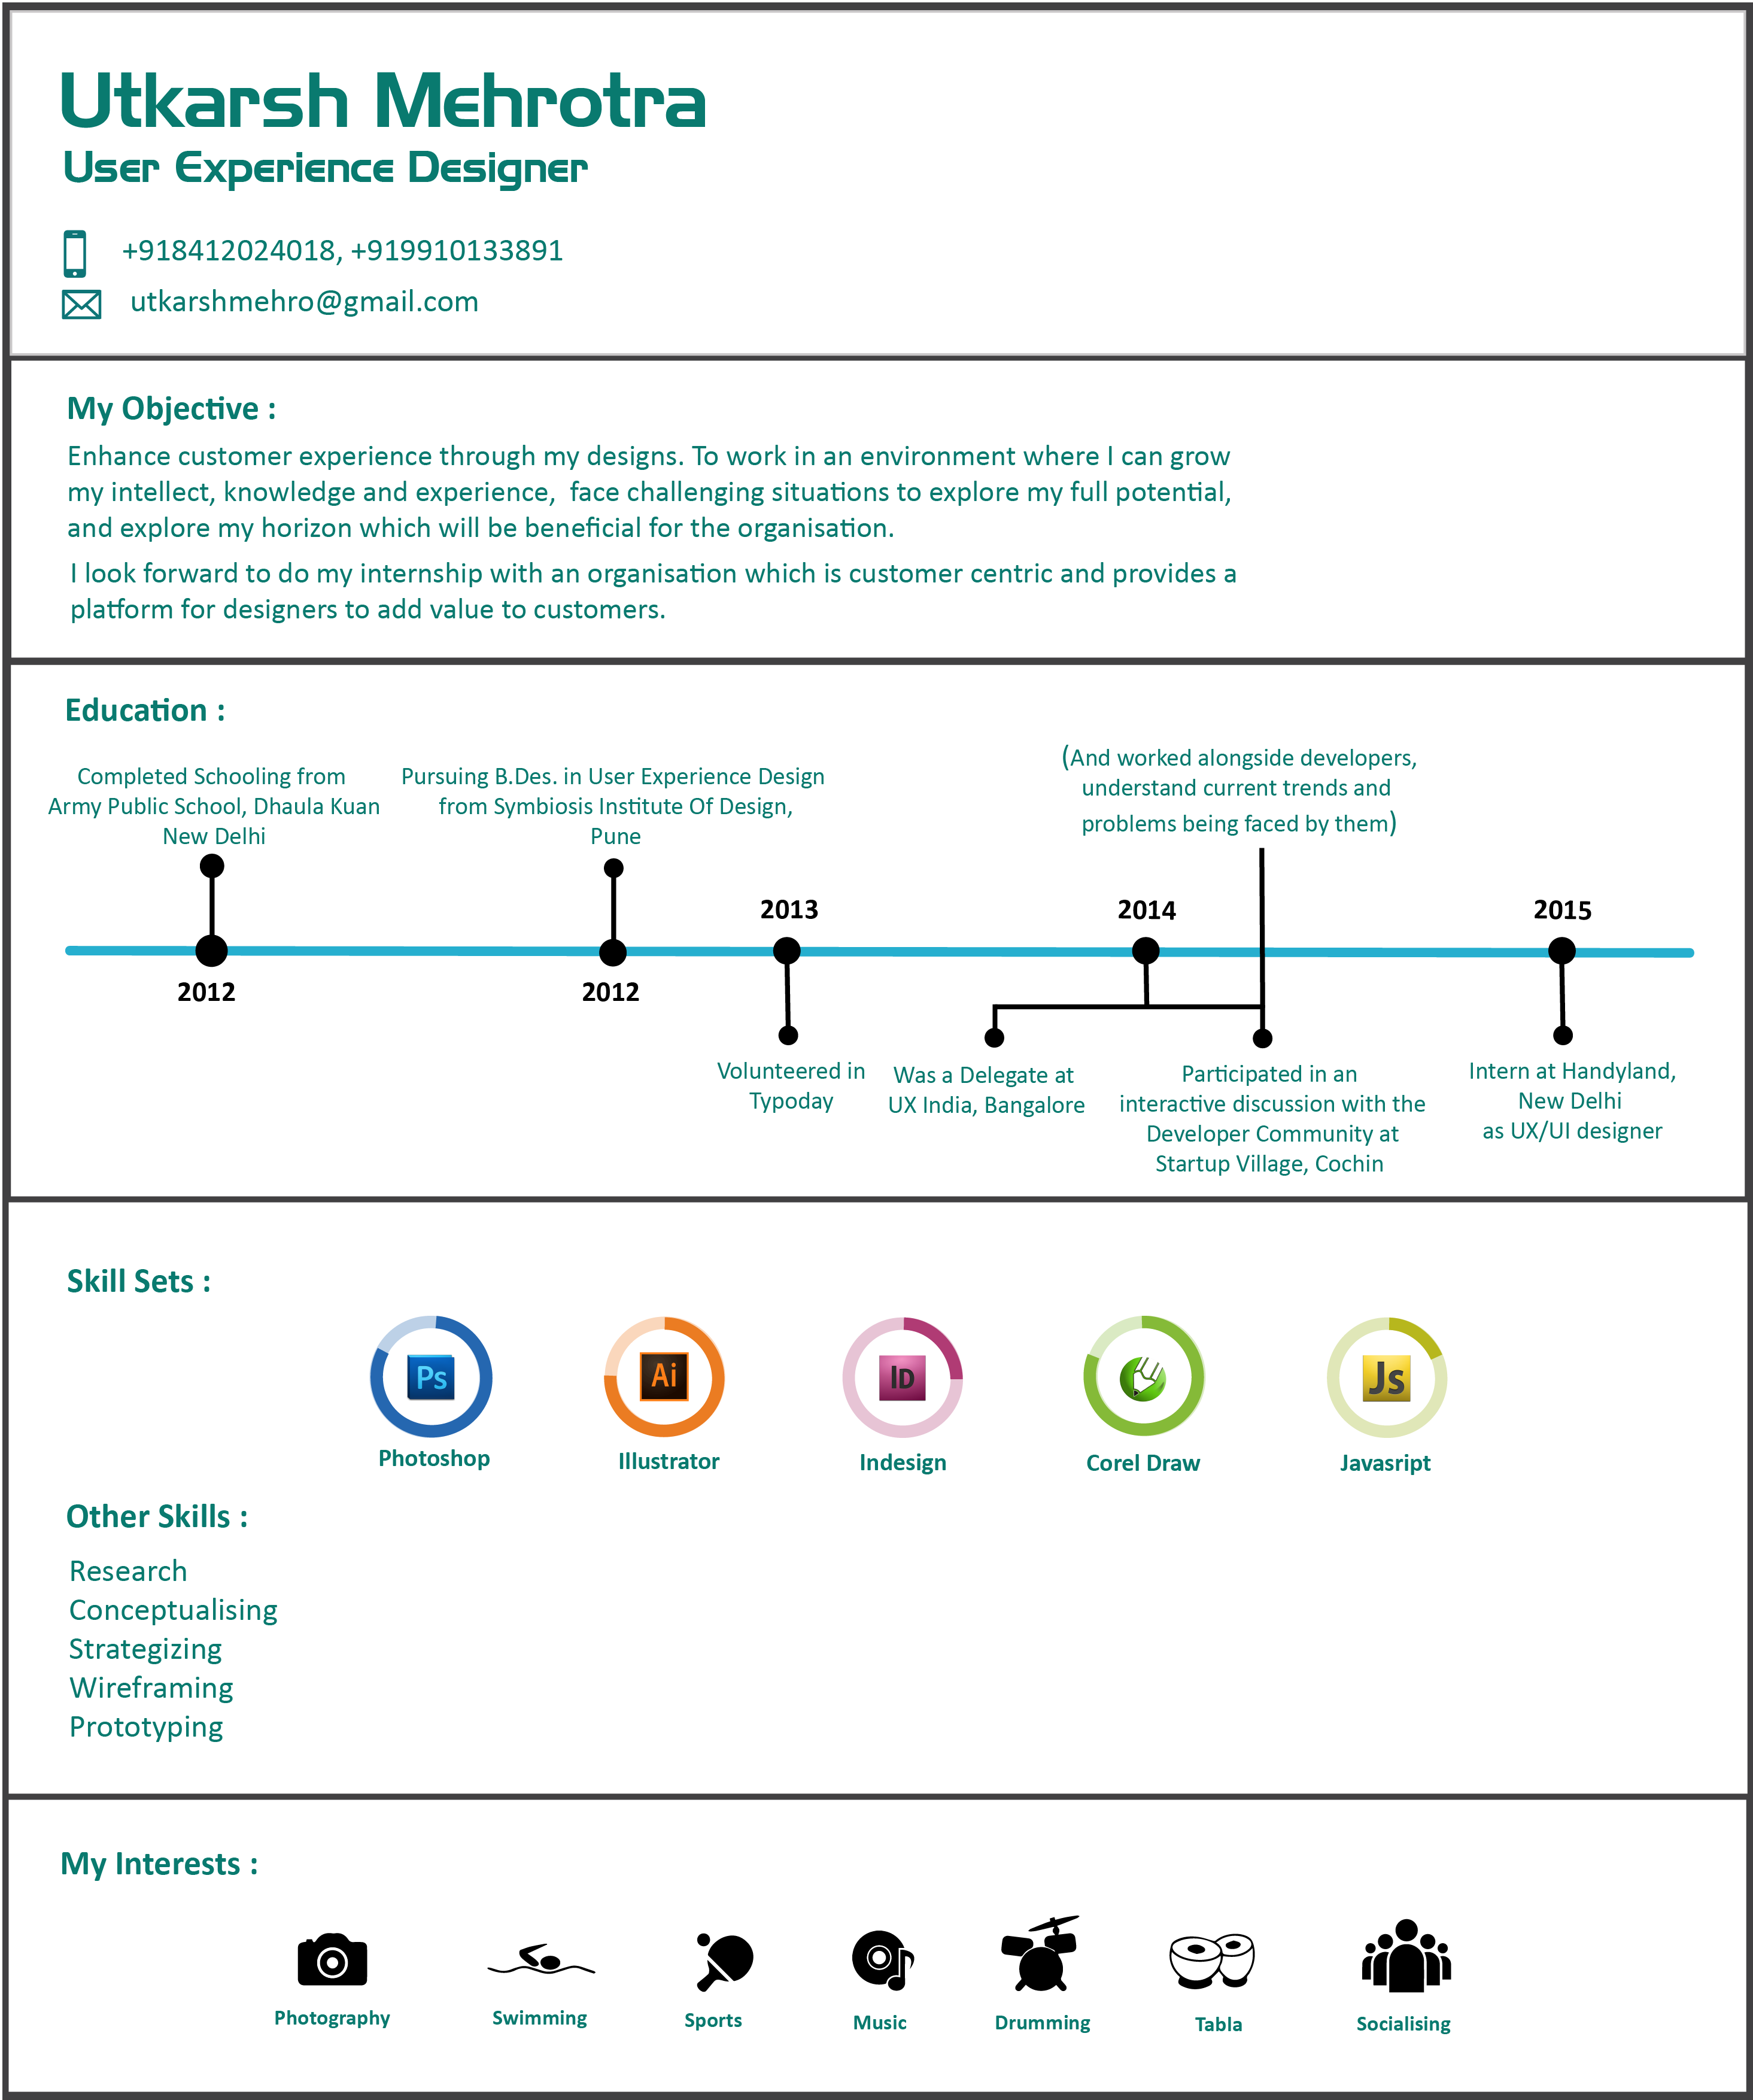 Utkarsh Mehrotra
User Experience Designer
+918412024018, +919910133891
utkarshmehro@gmail.com
My Objective :
Enhance customer experience through my designs. To work in an environment where I can grow
my intellect, knowledge and experience,  face challenging situations to explore my full potential,
and explore my horizon which will be beneficial for the organisation.
I look forward to do my internship with an organisation which is customer centric and provides a
platform for designers to add value to customers.
Education :
Completed Schooling from
Army Public School, Dhaula Kuan
New Delhi
2012
Pursuing B.Des. in User Experience Design
from Symbiosis Institute Of Design,
Pune
2012
2013
Volunteered in
Typoday
2014
Was a Delegate at
UX India, Bangalore
(And worked alongside developers,
understand current trends and
problems being faced by them)
Participated in an
interactive discussion with the
Developer Community at
Startup Village, Cochin
2015
Intern at Handyland,
New Delhi
as UX/UI designer
Skill Sets :
Ps
Photoshop
Ai
Illustrator
ID
Indesign
Corel Draw
Js
Javasript
Other Skills :
Research
Conceptualising
Strategizing
Wireframing
Prototyping
My Interests :
Photography
Swimming
Sports
Music
Drumming
Tabla
Socialising